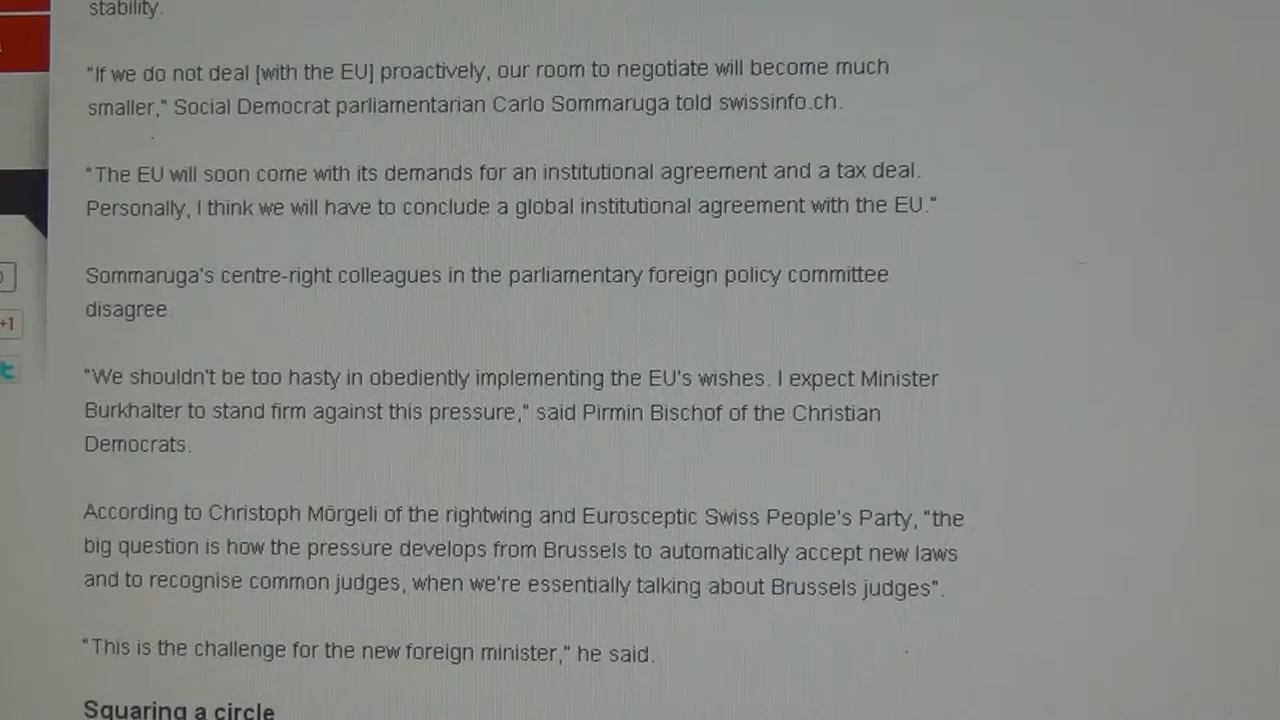 stability.
"If we do not deal [with the EU] proactively, our room to negotiate will become much
smaller," Social Democrat parliamentarian Carlo Sommaruga told swissinfo.ch.
"The EU will soon come with its demands for an institutional agreement and a tax deal.
Personally, I think we will have to conclude a global institutional agreement with the EU."
Sommaruga's centre-right colleagues in the parliamentary foreign policy committee
disagree.
"We shouldn't be too hasty in obediently implementing the EU's wishes. I expect Minister
Burkhalter to stand firm against this pressure," said Pirmin Bischof of the Christian
Democrats.
According to Christoph Mörgeli of the rightwing and Eurosceptic Swiss People's Party, "the
big question is how the pressure develops from Brussels to automatically accept new laws
and to recognise common judges, when we're essentially talking about Brussels judges".
"This is the challenge for the new foreign minister," he said.
Squaring a circle
+1